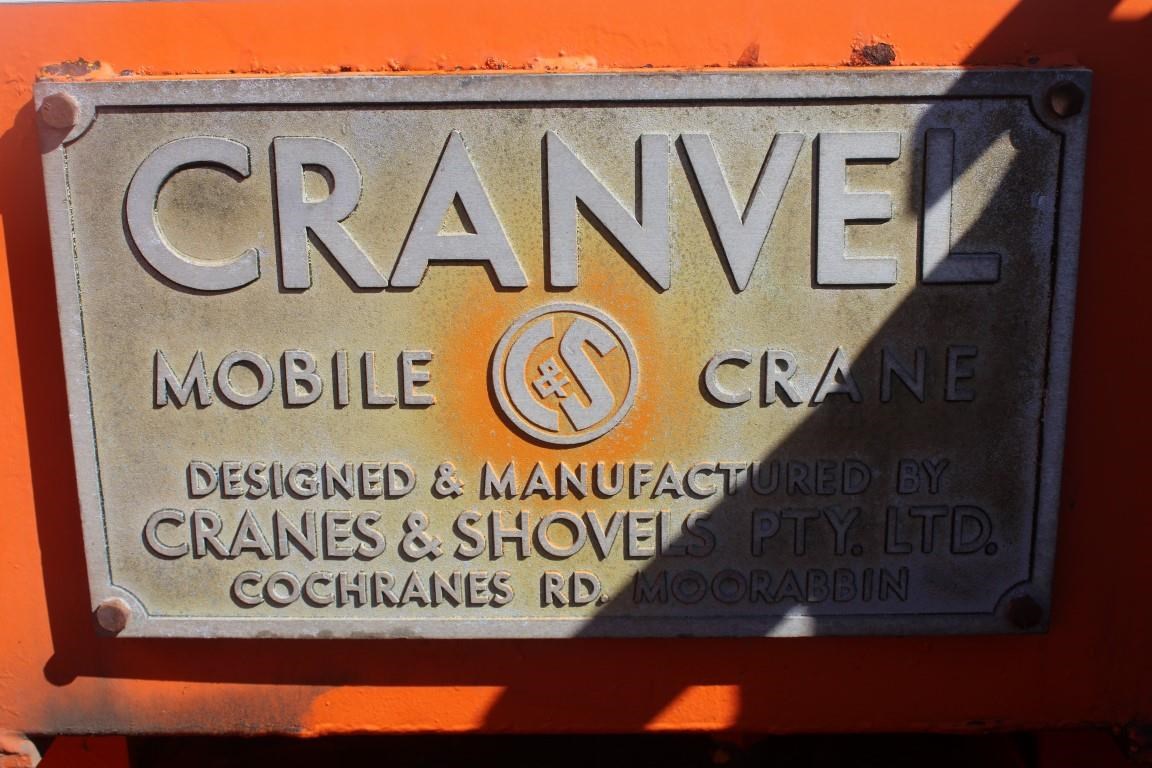 CRANVEL
MOBILE C&S CRANE
DESIGNED & MANUFACTURED BY
CRANES & SHOVELS PTY. LTD.
COCHRANES RD. MOORABBIN